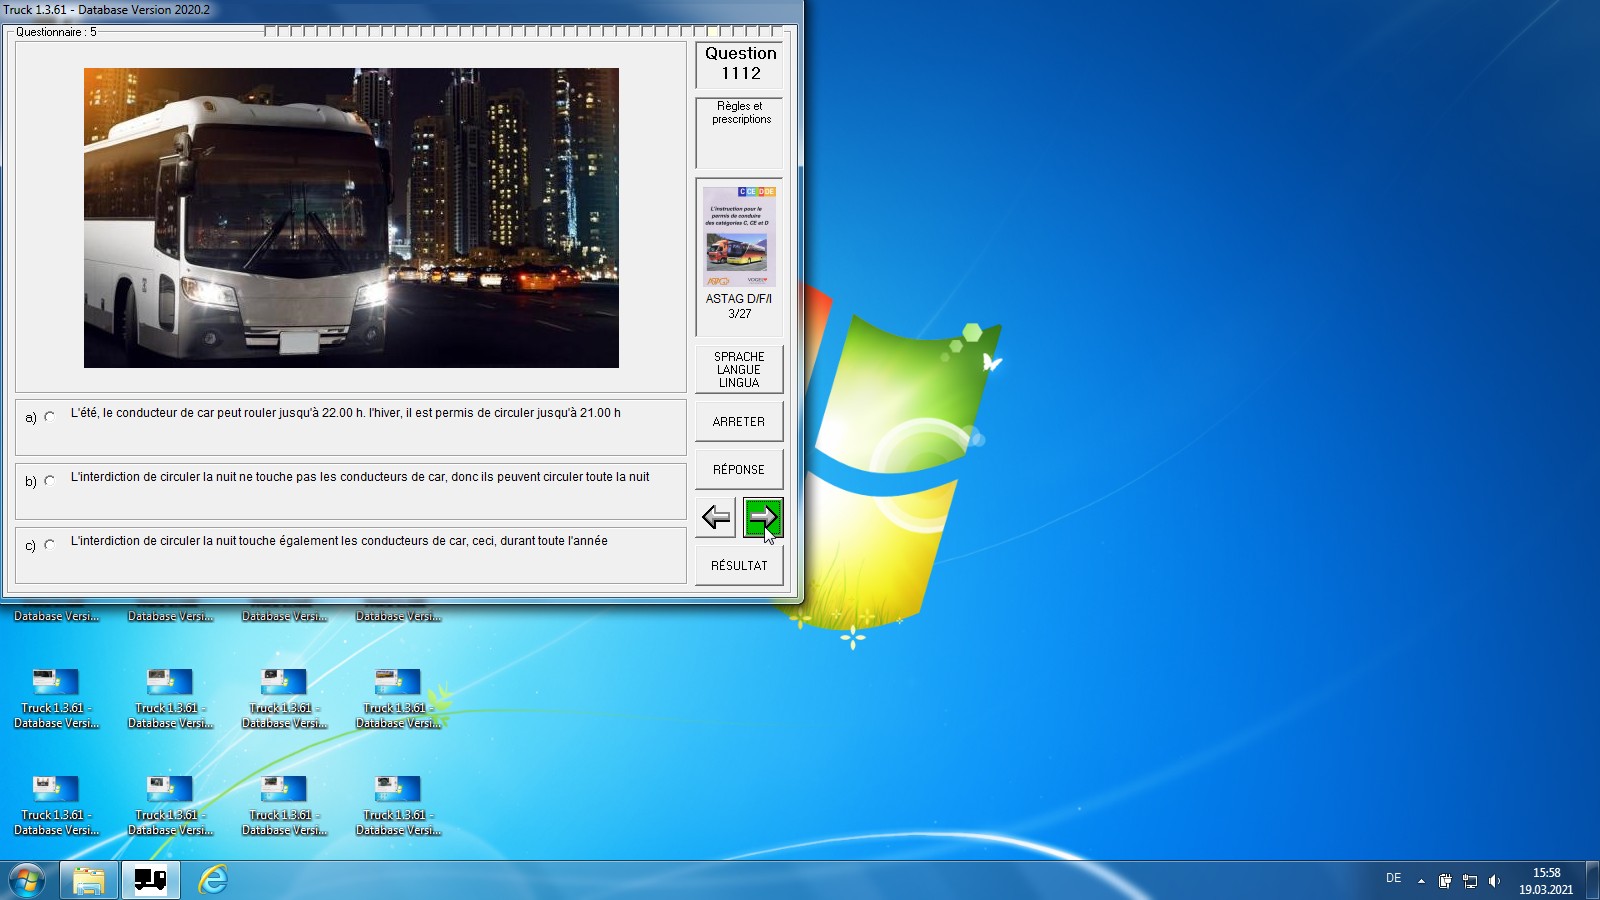 Truck 1.3.61 - Database Version 2020.2
Questionnaire : 5
Question
1112
Règles et
prescriptions
C CE D DE
L'instruction pour le
permis de conduire
des catégories C, CE et D
ASTAG D/F/I
3/27
SPRACHE
LANGUE
LINGUA
ARRETER
RÉPONSE
RÉSULTAT
a) L'été, le conducteur de car peut rouler jusqu'à 22.00 h. l'hiver, il est permis de circuler jusqu'à 21.00 h
b) L'interdiction de circuler la nuit ne touche pas les conducteurs de car, donc ils peuvent circuler toute la nuit
c) L'interdiction de circuler la nuit touche également les conducteurs de car, ceci, durant toute l'année
Database Versi... Database Versi... Database Versi... Database Versi...
Truck 1.3.61 - Truck 1.3.61 - Truck 1.3.61 - Truck 1.3.61 -
Database Versi... Database Versi... Database Versi... Database Versi...
Truck 1.3.61 - Truck 1.3.61 - Truck 1.3.61 - Truck 1.3.61 -
Database Versi... Database Versi... Database Versi... Database Versi...
DE
15:58
19.03.2021